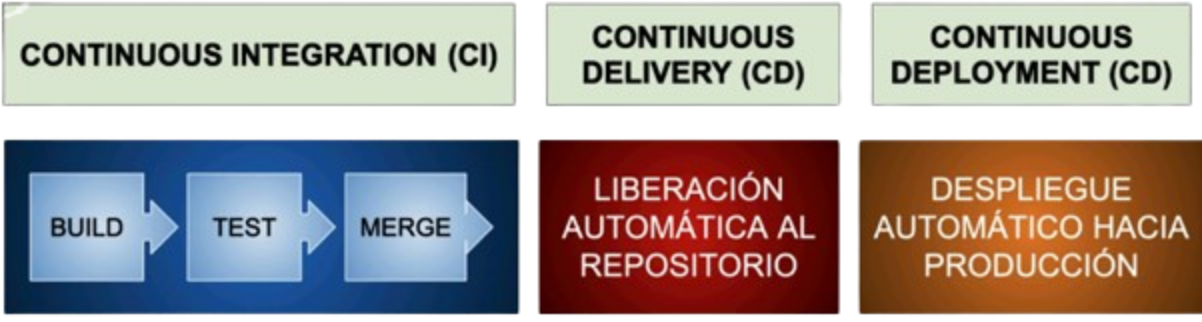 CONTINUOUS INTEGRATION (CI)
CONTINUOUS
DELIVERY (CD)
CONTINUOUS
DEPLOYMENT (CD)
BUILD
TEST
MERGE
LIBERACIÓN
AUTOMÁTICA AL
REPOSITORIO
DESPLIEGUE
AUTOMÁTICO HACIA
PRODUCCIÓN